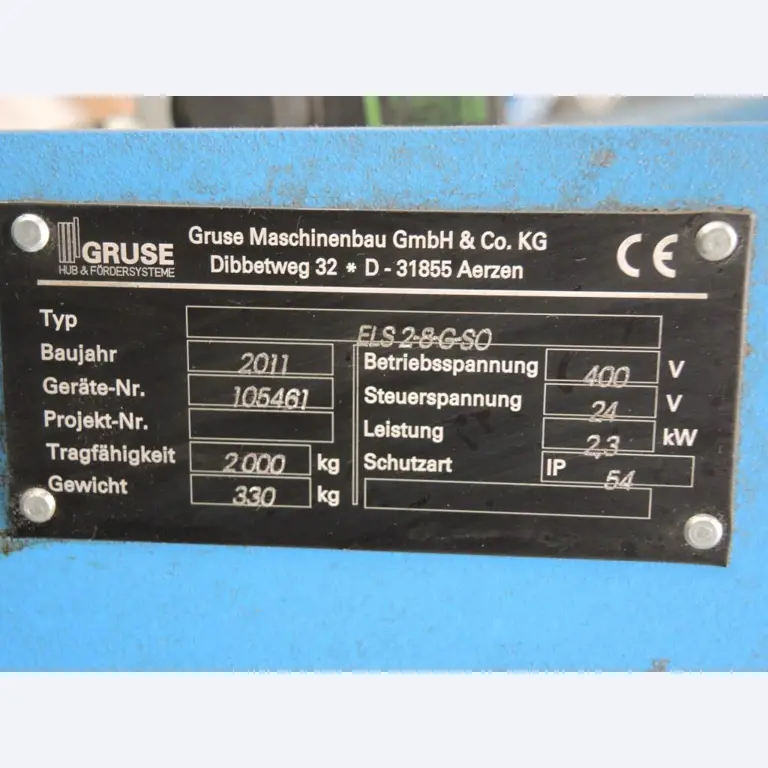 GRUSE
HUB & FÖRDERSYSTEME
Gruse Maschinenbau GmbH & Co. KG
Dibbetweg 32 * D - 31855 Aerzen
CE
Typ ELS 2-8-G-SO
Baujahr 2011
Geräte-Nr. 105461
Projekt-Nr.
Tragfähigkeit 2000 kg
Gewicht 330 kg
Betriebsspannung 400 V
Steuerspannung 24 V
Leistung 2,3 kW
Schutzart IP 54